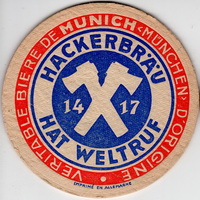 VERITABLE BIERE DE MUNICH <MÜNCHEN> D'ORIGINE
HACKERBRÄU
14 17
HAT WELTRUF
IMPRIMÉ EN ALLEMAGNE